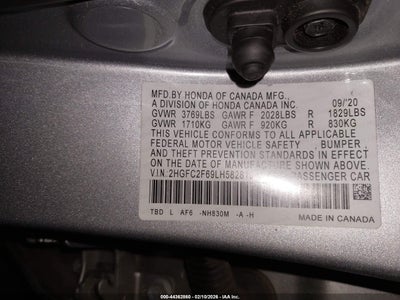 MFD.BY HONDA OF CANADA MFG.,
A DIVISION OF HONDA CANADA INC. 09/'20
GVWR 3769LBS GAWR F 2028LBS R 1829LBS
GVWR 1710KG GAWR F 920KG R 830KG
THIS VEHICLE CONFORMS TO ALL APPLICABLE
FEDERAL MOTOR VEHICLE SAFETY, BUMPER,
AND THEFT PREVENTION STANDARDS IN EFFECT
ON THE DATE OF MANUFACTURE SHOWN ABOVE.
V.I.N.:2HGFC2F69LH5828 PASSENGER CAR
TBD L AF6 -NH830M -A -H
MADE IN CANADA
000-44362860 - 02/10/2026 - IAAI.COM